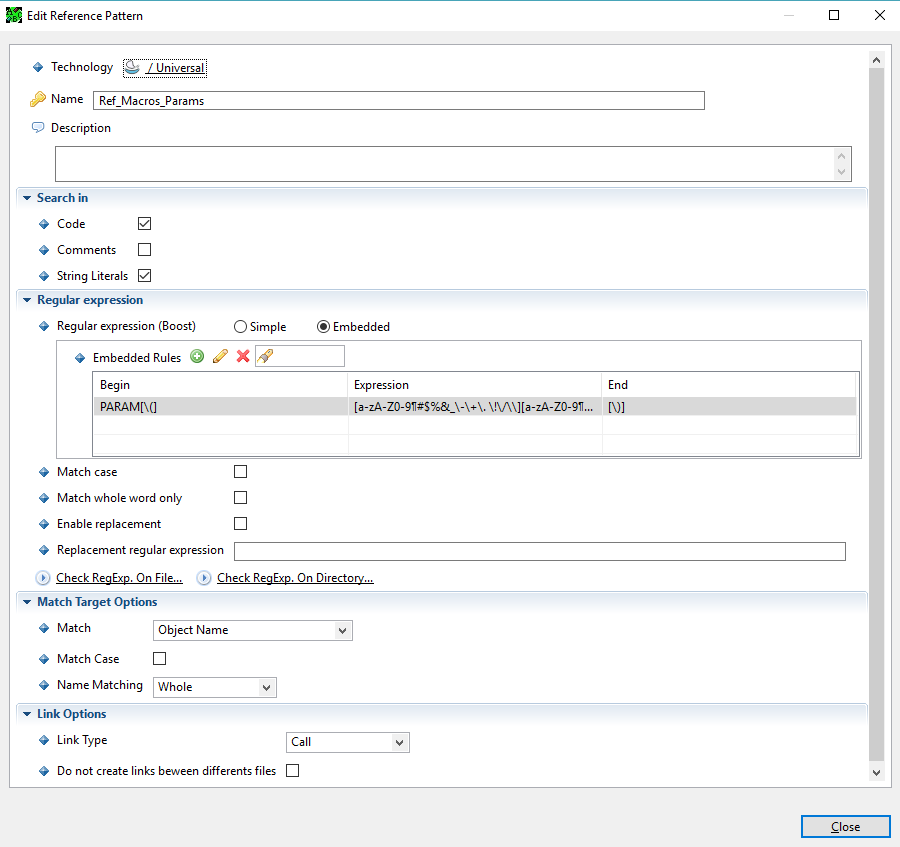 Edit Reference Pattern
Technology / Universal
Name Ref_Macros_Params
Description
Search in
Code
Comments
String Literals
Regular expression
Regular expression (Boost) Simple Embedded
Embedded Rules
Begin Expression End
PARAM[\(] [a-zA-Z0-9¶#$%&_\-\+\. \!\/\\][a-zA-Z0-9¶... [\)]
Match case
Match whole word only
Enable replacement
Replacement regular expression
Check RegExp. On File... Check RegExp. On Directory...
Match Target Options
Match Object Name
Match Case
Name Matching Whole
Link Options
Link Type Call
Do not create links beween differents files
Close